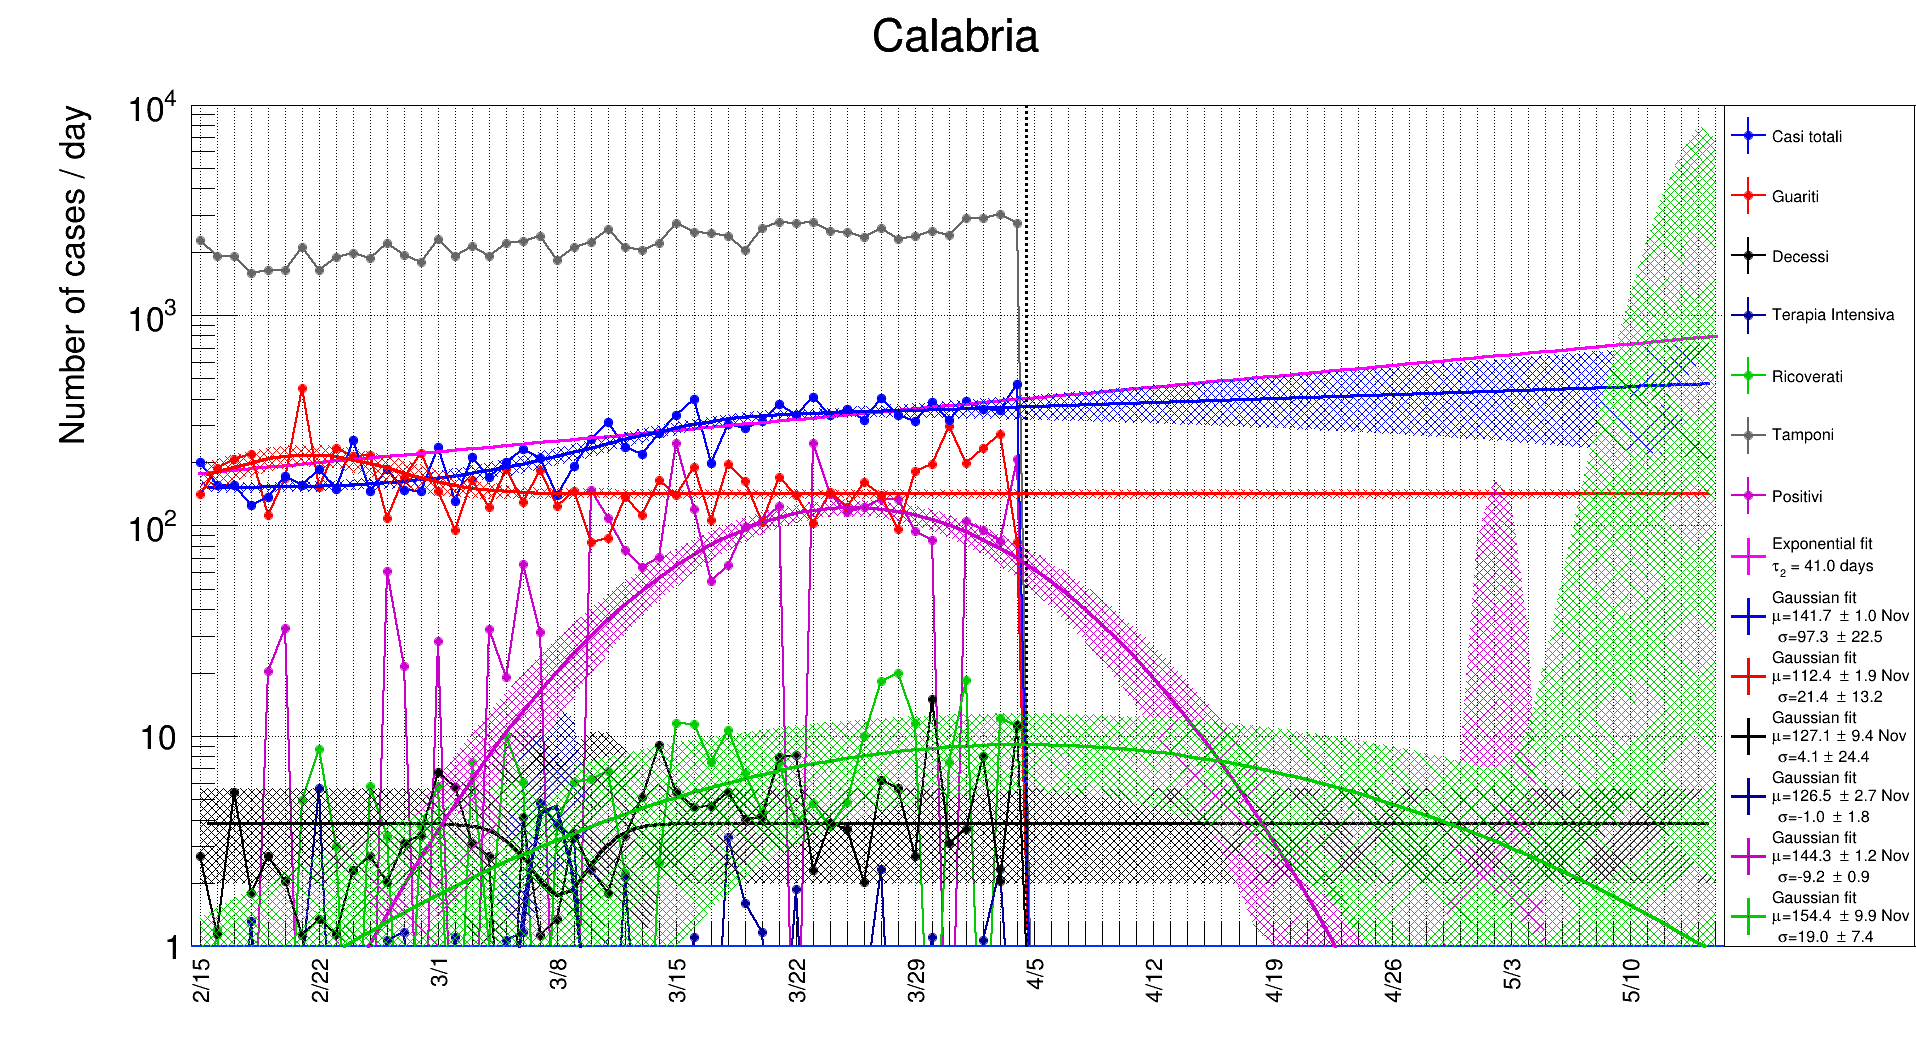 Calabria
Number of cases / day
10^4
10^3
10^2
10
1
2/15
2/22
3/1
3/8
3/15
3/22
3/29
4/5
4/12
4/19
4/26
5/3
5/10
Casi totali
Guariti
Decessi
Terapia Intensiva
Ricoverati
Tamponi
Positivi
Exponential fit
τ_2 = 41.0 days
Gaussian fit
μ=141.7 ± 1.0 Nov
σ=97.3 ± 22.5
Gaussian fit
μ=112.4 ± 1.9 Nov
σ=21.4 ± 13.2
Gaussian fit
μ=127.1 ± 9.4 Nov
σ=4.1 ± 24.4
Gaussian fit
μ=126.5 ± 2.7 Nov
σ=-1.0 ± 1.8
Gaussian fit
μ=144.3 ± 1.2 Nov
σ=-9.2 ± 0.9
Gaussian fit
μ=154.4 ± 9.9 Nov
σ=19.0 ± 7.4